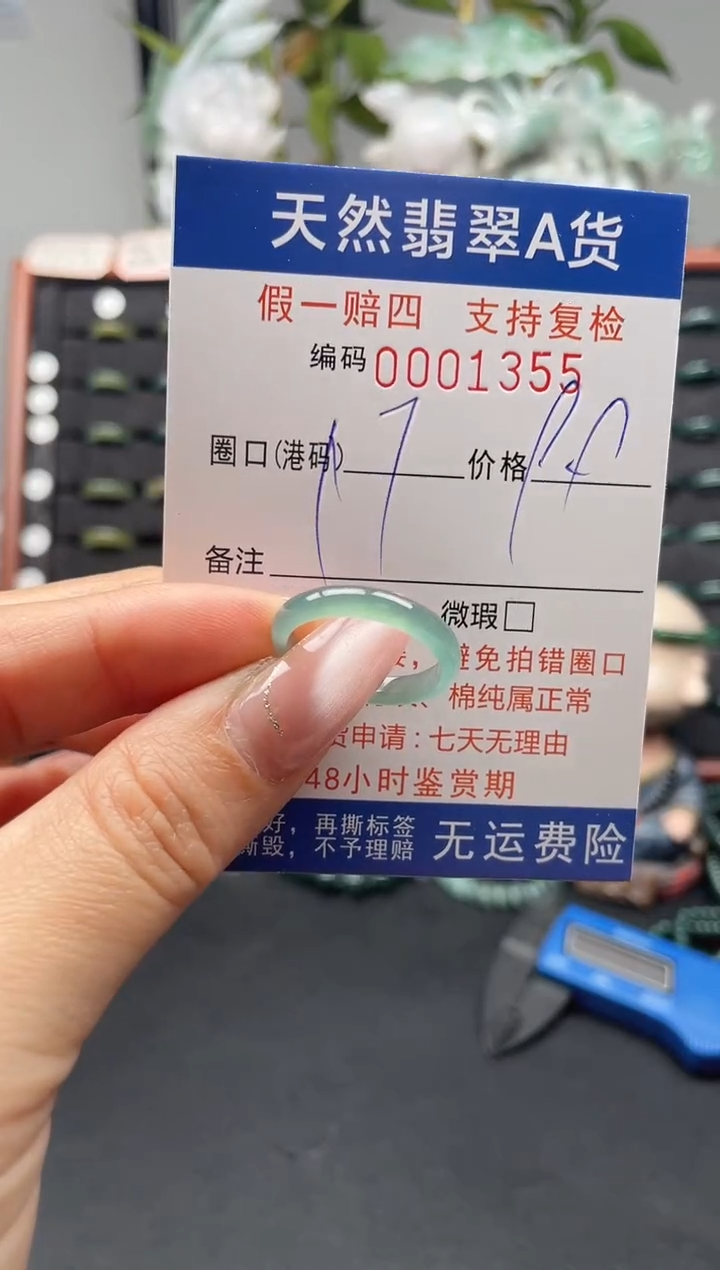 天然翡翠A货
假一赔四 支持复检
编码 0001355
圈口(港码) 17 价格
备注
微瑕□
避免拍错圈口
棉纯属正常
申请:七天无理由
48小时鉴赏期
好，再撕标签
撕毁，不予理赔
无运费险